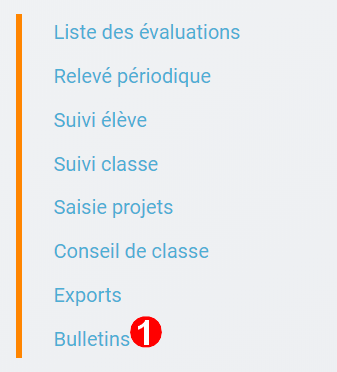 Liste des évaluations
Relevé périodique
Suivi élève
Suivi classe
Saisie projets
Conseil de classe
Exports
Bulletins 1